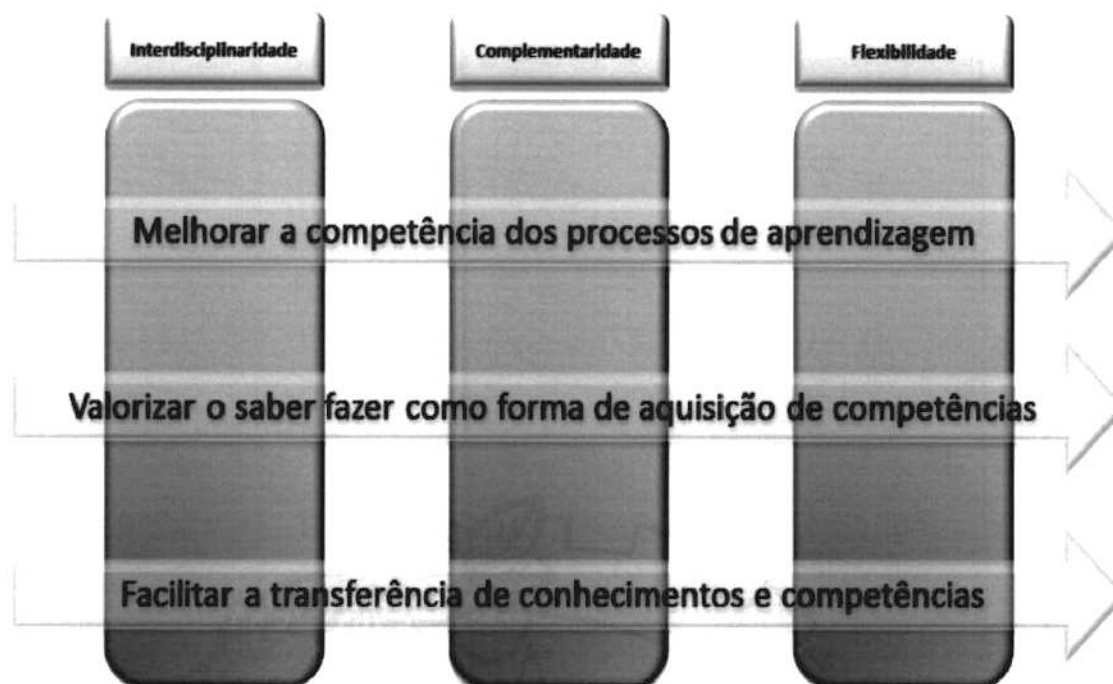 Interdisciplinaridade
Complementaridade
Flexibilidade
Melhorar a competência dos processos de aprendizagem
Valorizar o saber fazer como forma de aquisição de competências
Facilitar a transferência de conhecimentos e competências